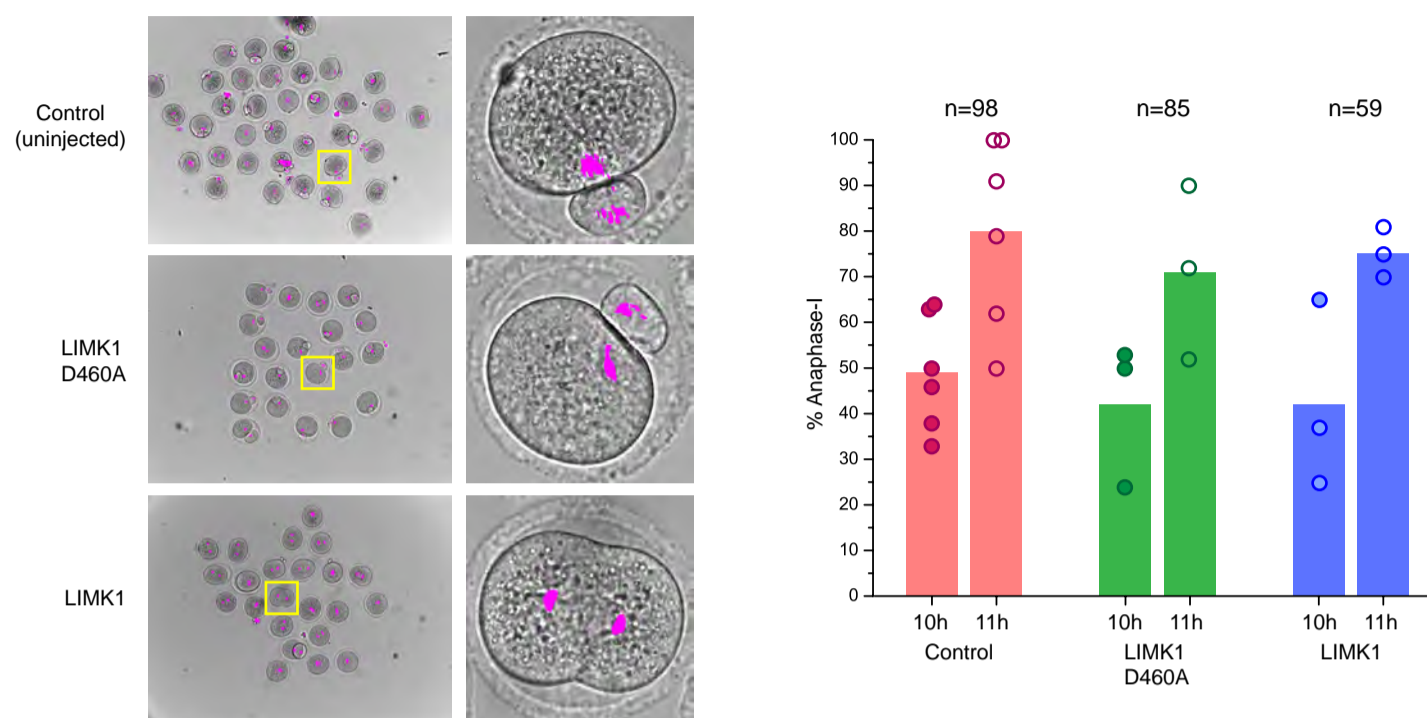 Control
(uninjected)
LIMK1
D460A
LIMK1
n=98
n=85
n=59
% Anaphase-I
100
90
80
70
60
50
40
30
20
10
0
10h
11h
10h
11h
10h
11h
Control
LIMK1
D460A
LIMK1